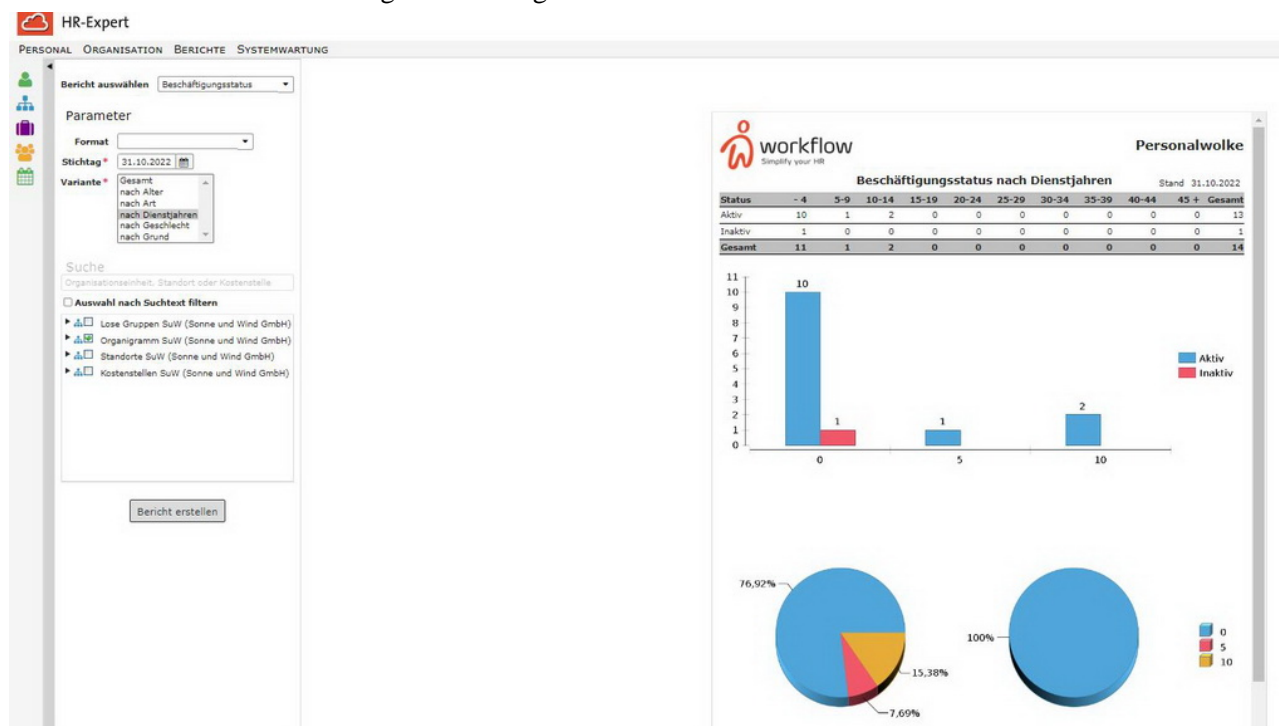 HR-Expert
PERSONAL ORGANISATION BERICHTE SYSTEMWARTUNG
Bericht auswählen Beschäftigungsstatus
Parameter
Format
Stichtag* 31.10.2022
Variante* Gesamt
nach Alter
nach Art
nach Dienstjahren
nach Geschlecht
nach Grund
Suche
Organisationseinheit, Standort oder Kostenstelle
Auswahl nach Suchtext filtern
Lose Gruppen SuW (Sonne und Wind GmbH)
Organigramm SuW (Sonne und Wind GmbH)
Standorte SuW (Sonne und Wind GmbH)
Kostenstellen SuW (Sonne und Wind GmbH)
Bericht erstellen
workflow
Simplify your HR
Personalwolke
Beschäftigungsstatus nach Dienstjahren Stand 31.10.2022
Status - 4 5-9 10-14 15-19 20-24 25-29 30-34 35-39 40-44 45 + Gesamt
Aktiv 10 1 2 0 0 0 0 0 0 0 13
Inaktiv 1 0 0 0 0 0 0 0 0 0 1
Gesamt 11 1 2 0 0 0 0 0 0 0 14
11
10
9
8
7
6
5
4
3
2
1
0
10
1
1
2
0 5 10
Aktiv
Inaktiv
76,92%
15,38%
7,69%
100%
0
5
10